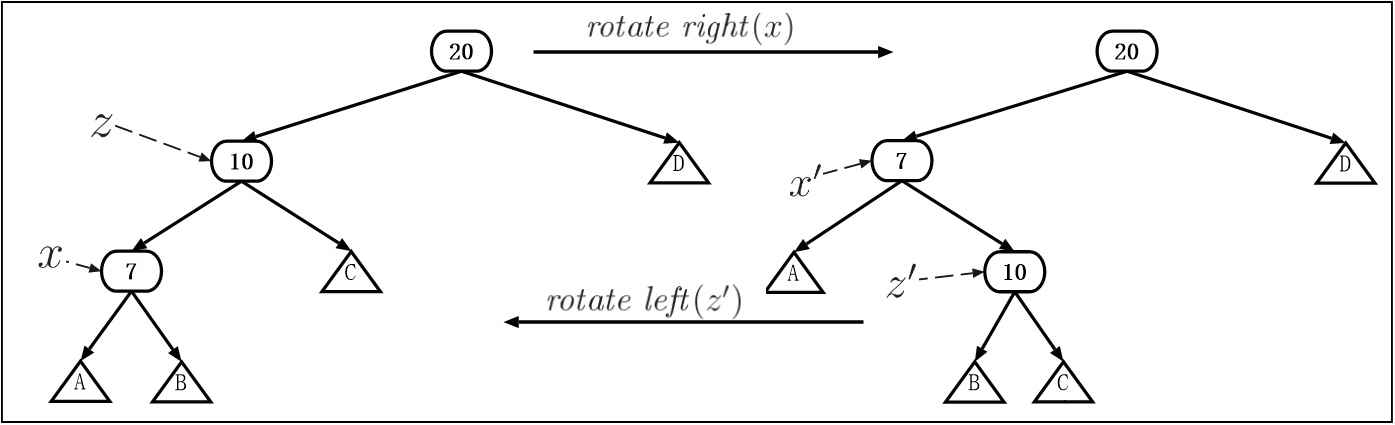 rotate right(x)
20
20
z
10
D
x′
7
D
x
7
C
A
z′
10
rotate left(z′)
A
B
B
C